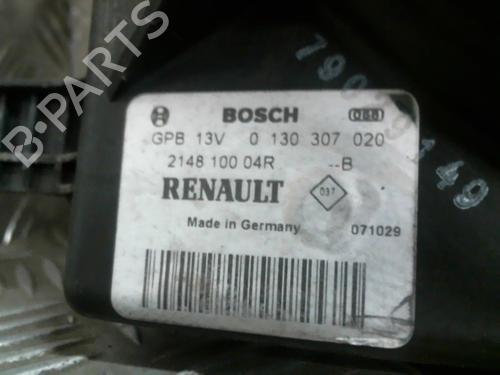 B-PARTS
BOSCH
GPB 13V 0 130 307 020
2148 100 04R --B
RENAULT
037
Made in Germany
071029